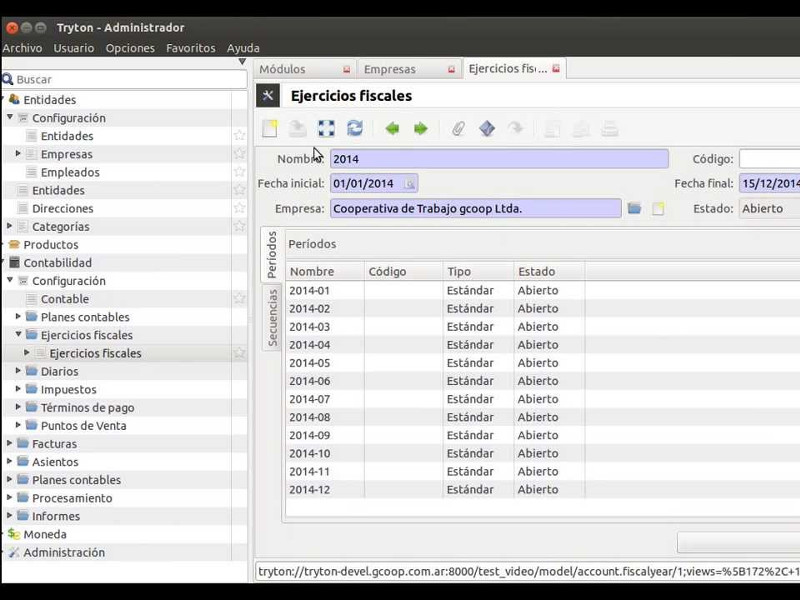 Tryton - Administrador
Archivo Usuario Opciones Favoritos Ayuda
Buscar
Entidades
Configuración
Entidades
Empresas
Empleados
Entidades
Direcciones
Categorías
Productos
Contabilidad
Configuración
Contable
Planes contables
Ejercicios fiscales
Ejercicios fiscales
Diarios
Impuestos
Términos de pago
Puntos de Venta
Facturas
Asientos
Planes contables
Procesamiento
Informes
Moneda
Administración
Módulos Empresas Ejercicios fis...
Ejercicios fiscales
Nombre: 2014 Código:
Fecha inicial: 01/01/2014 Fecha final: 15/12/2014
Empresa: Cooperativa de Trabajo gcoop Ltda. Estado: Abierto
Períodos
Secuencias
Períodos
Nombre Código Tipo Estado
2014-01 Estándar Abierto
2014-02 Estándar Abierto
2014-03 Estándar Abierto
2014-04 Estándar Abierto
2014-05 Estándar Abierto
2014-06 Estándar Abierto
2014-07 Estándar Abierto
2014-08 Estándar Abierto
2014-09 Estándar Abierto
2014-10 Estándar Abierto
2014-11 Estándar Abierto
2014-12 Estándar Abierto
tryton://tryton-devel.gcoop.com.ar:8000/test_video/model/account.fiscalyear/1;views=%5B172%2C+1